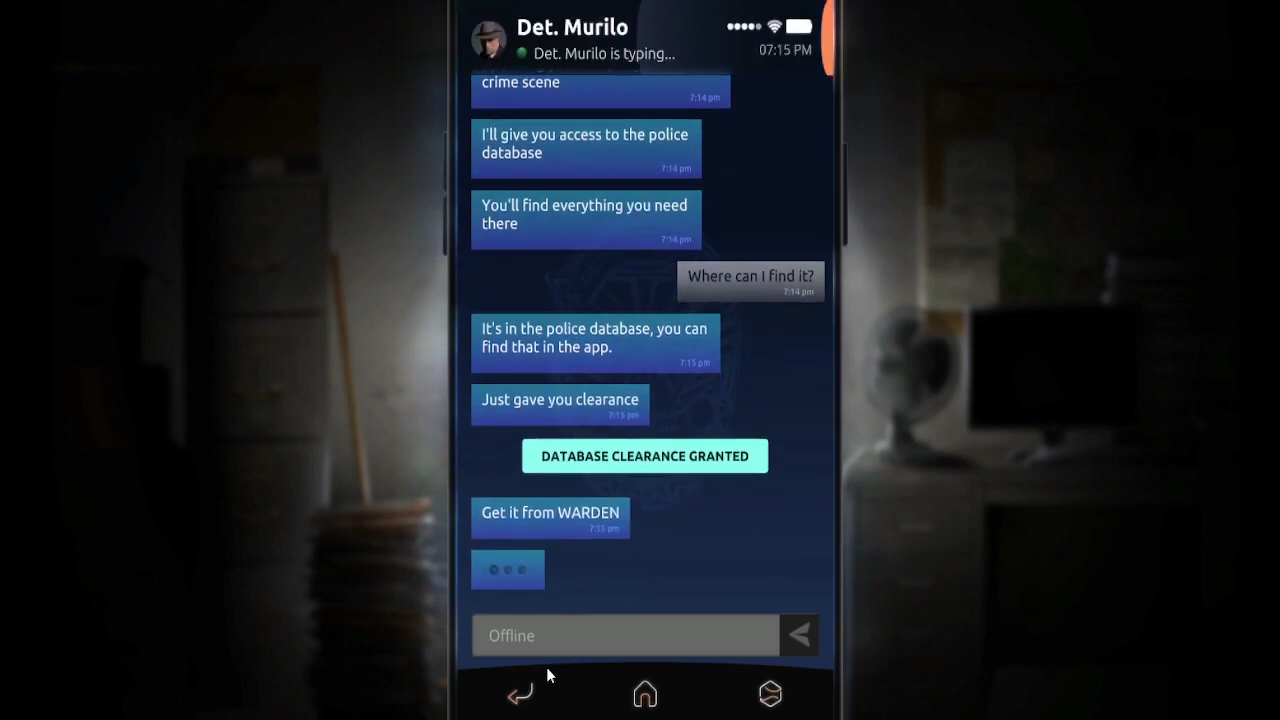 Det. Murilo
Det. Murilo is typing...
07:15 PM
crime scene
7:14 pm
I'll give you access to the police
database
7:14 pm
You'll find everything you need
there
7:14 pm
Where can I find it?
7:14 pm
It's in the police database, you can
find that in the app.
7:15 pm
Just gave you clearance
7:15 pm
DATABASE CLEARANCE GRANTED
Get it from WARDEN
7:15 pm
Offline